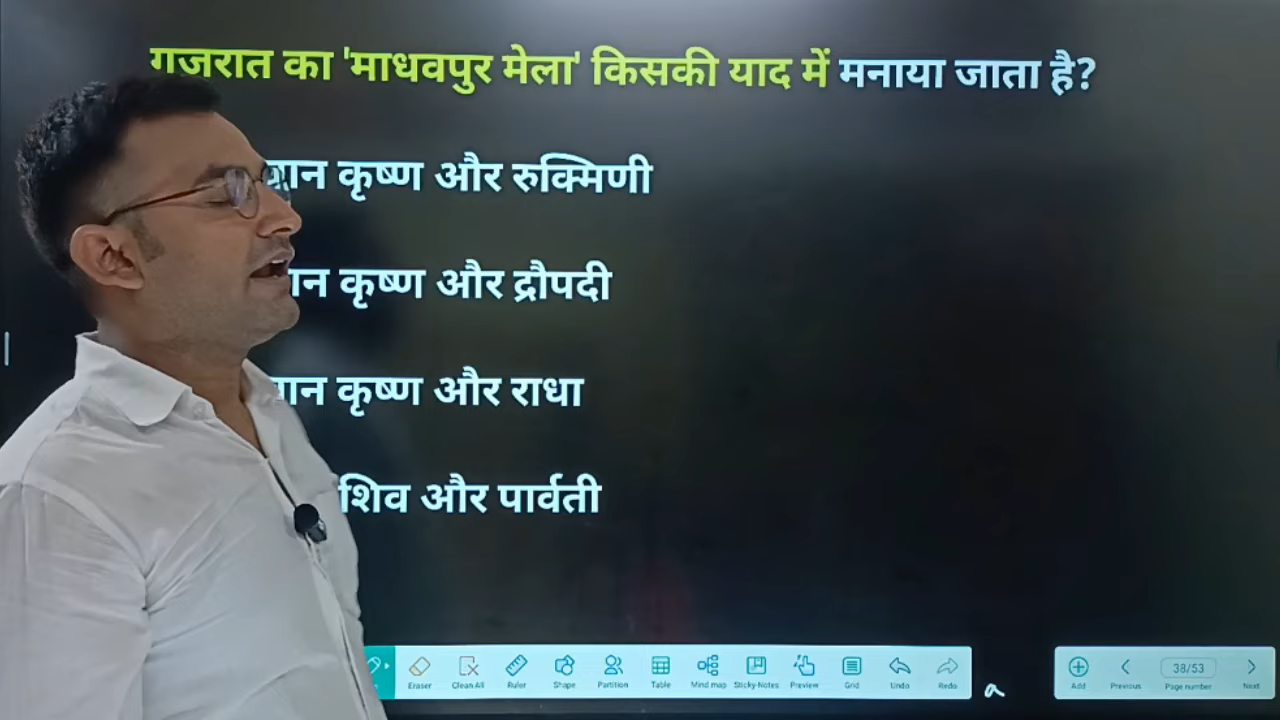 गुजरात का 'माधवपुर मेला' किसकी याद में मनाया जाता है?
कृष्ण और रुक्मिणी
कृष्ण और द्रौपदी
कृष्ण और राधा
शिव और पार्वती
Eraser Clean All Ruler Shape Partition Table Mind map Sticky Notes Preview Grid Undo Redo
a
Add Previous 38/53 Page number Next